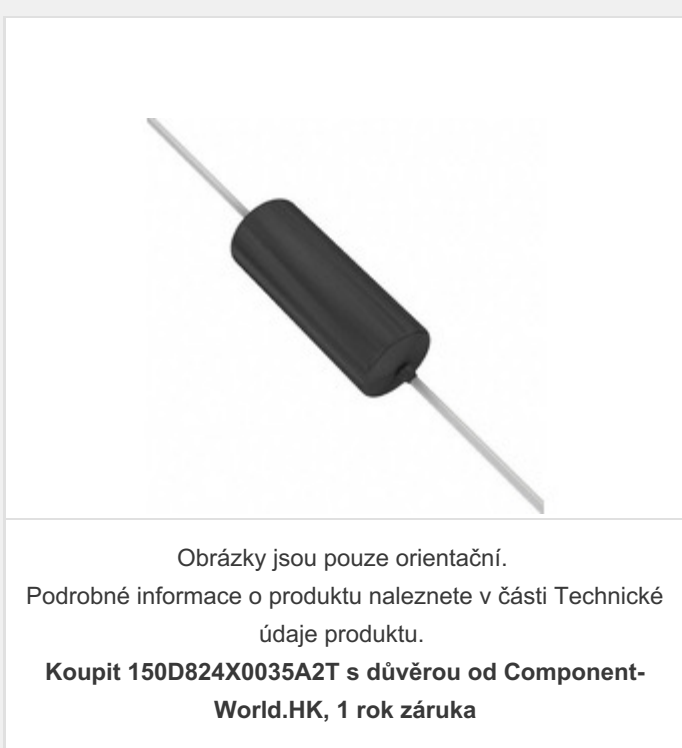 Obrázky jsou pouze orientační.
Podrobné informace o produktu naleznete v části Technické
údaje produktu.
Koupit 150D824X0035A2T s důvěrou od Component-
World.HK, 1 rok záruka